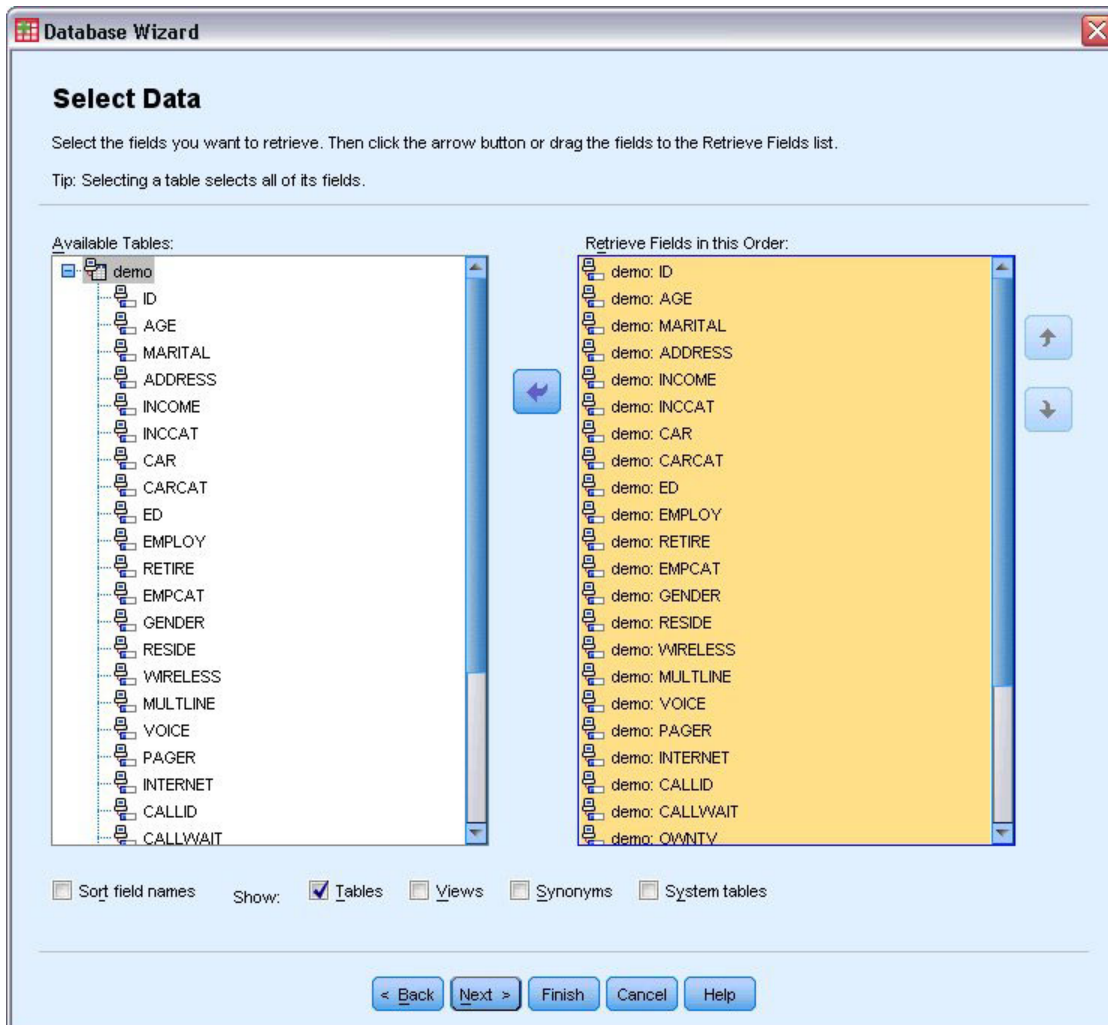 Database Wizard
Select Data
Select the fields you want to retrieve. Then click the arrow button or drag the fields to the Retrieve Fields list.
Tip: Selecting a table selects all of its fields.
Available Tables:
demo
ID
AGE
MARITAL
ADDRESS
INCOME
INCCAT
CAR
CARCAT
ED
EMPLOY
RETIRE
EMPCAT
GENDER
RESIDE
WIRELESS
MULTLINE
VOICE
PAGER
INTERNET
CALLID
CALLWAIT
Retrieve Fields in this Order:
demo: ID
demo: AGE
demo: MARITAL
demo: ADDRESS
demo: INCOME
demo: INCCAT
demo: CAR
demo: CARCAT
demo: ED
demo: EMPLOY
demo: RETIRE
demo: EMPCAT
demo: GENDER
demo: RESIDE
demo: WIRELESS
demo: MULTLINE
demo: VOICE
demo: PAGER
demo: INTERNET
demo: CALLID
demo: CALLWAIT
demo: OWNTV
Sort field names Show: Tables Views Synonyms System tables
< Back Next > Finish Cancel Help